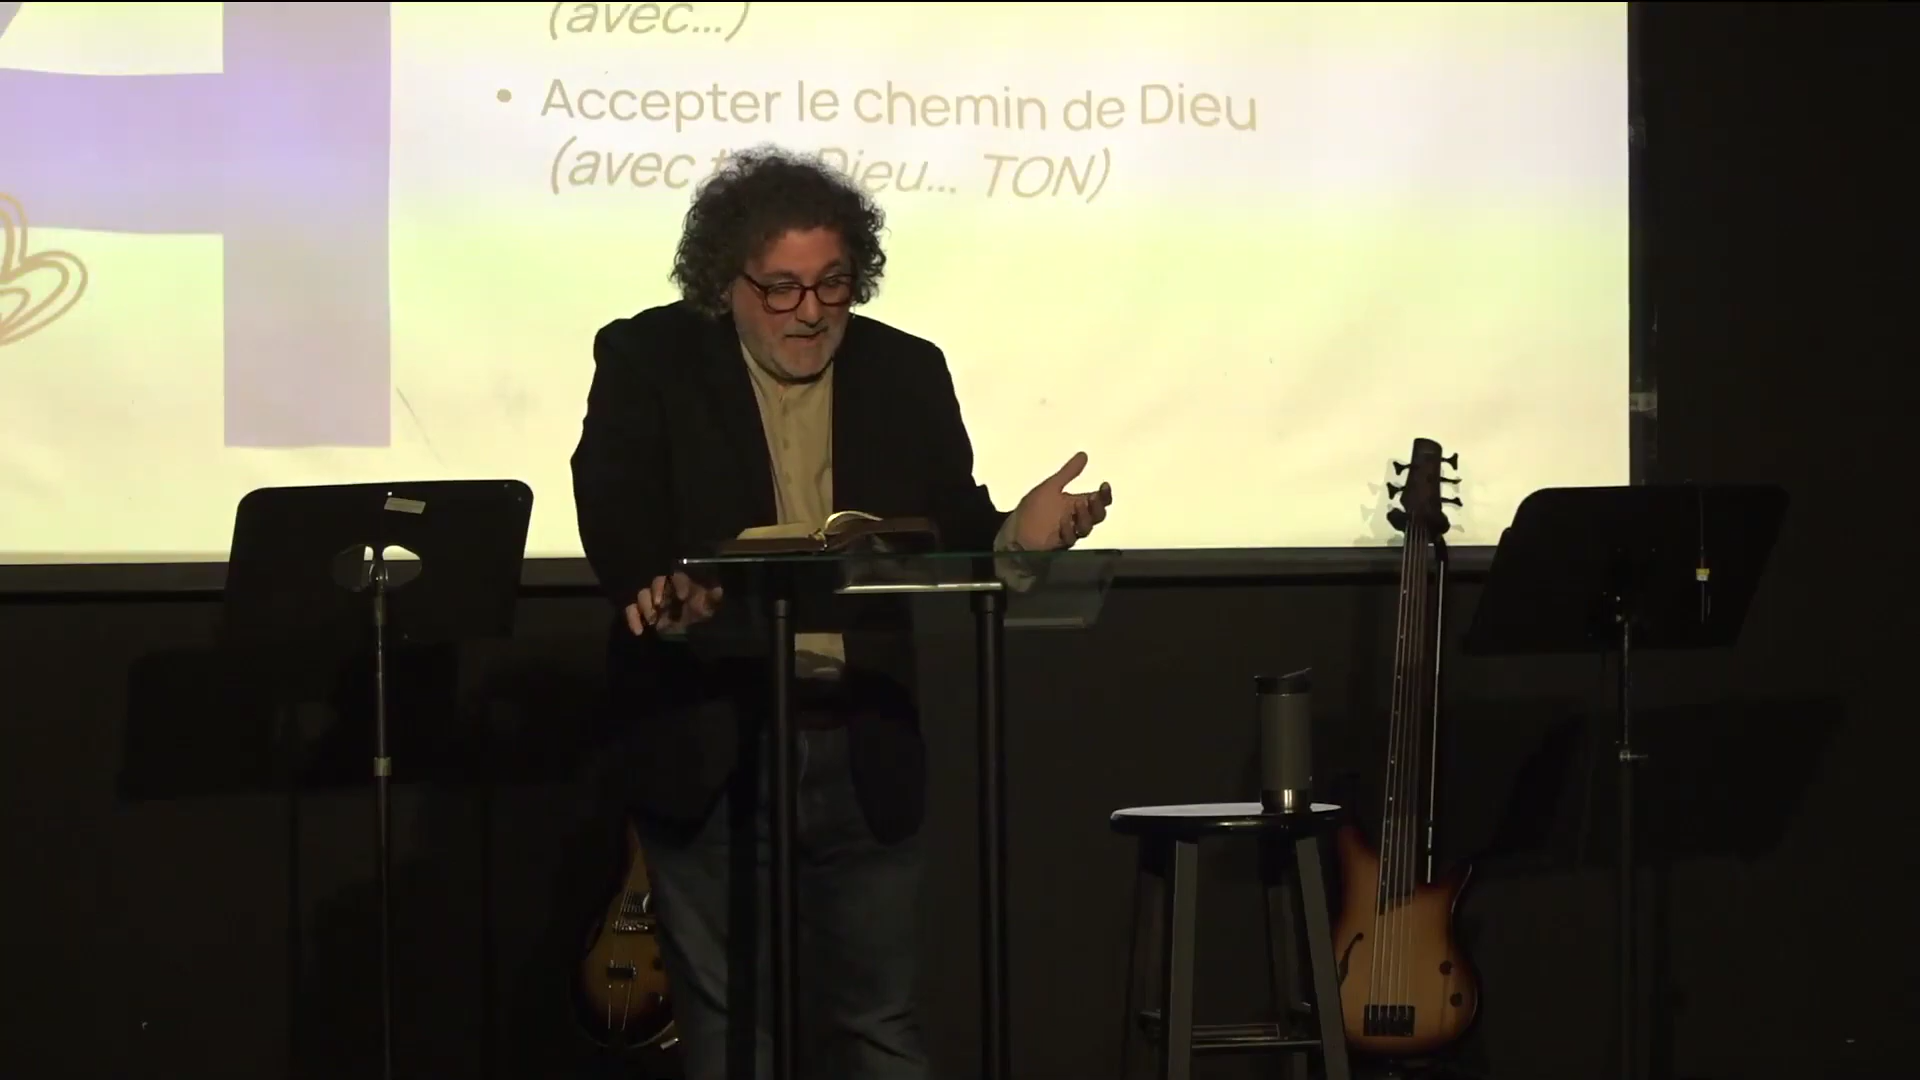 (avec...)
• Accepter le chemin de Dieu
(avec Dieu... TON)